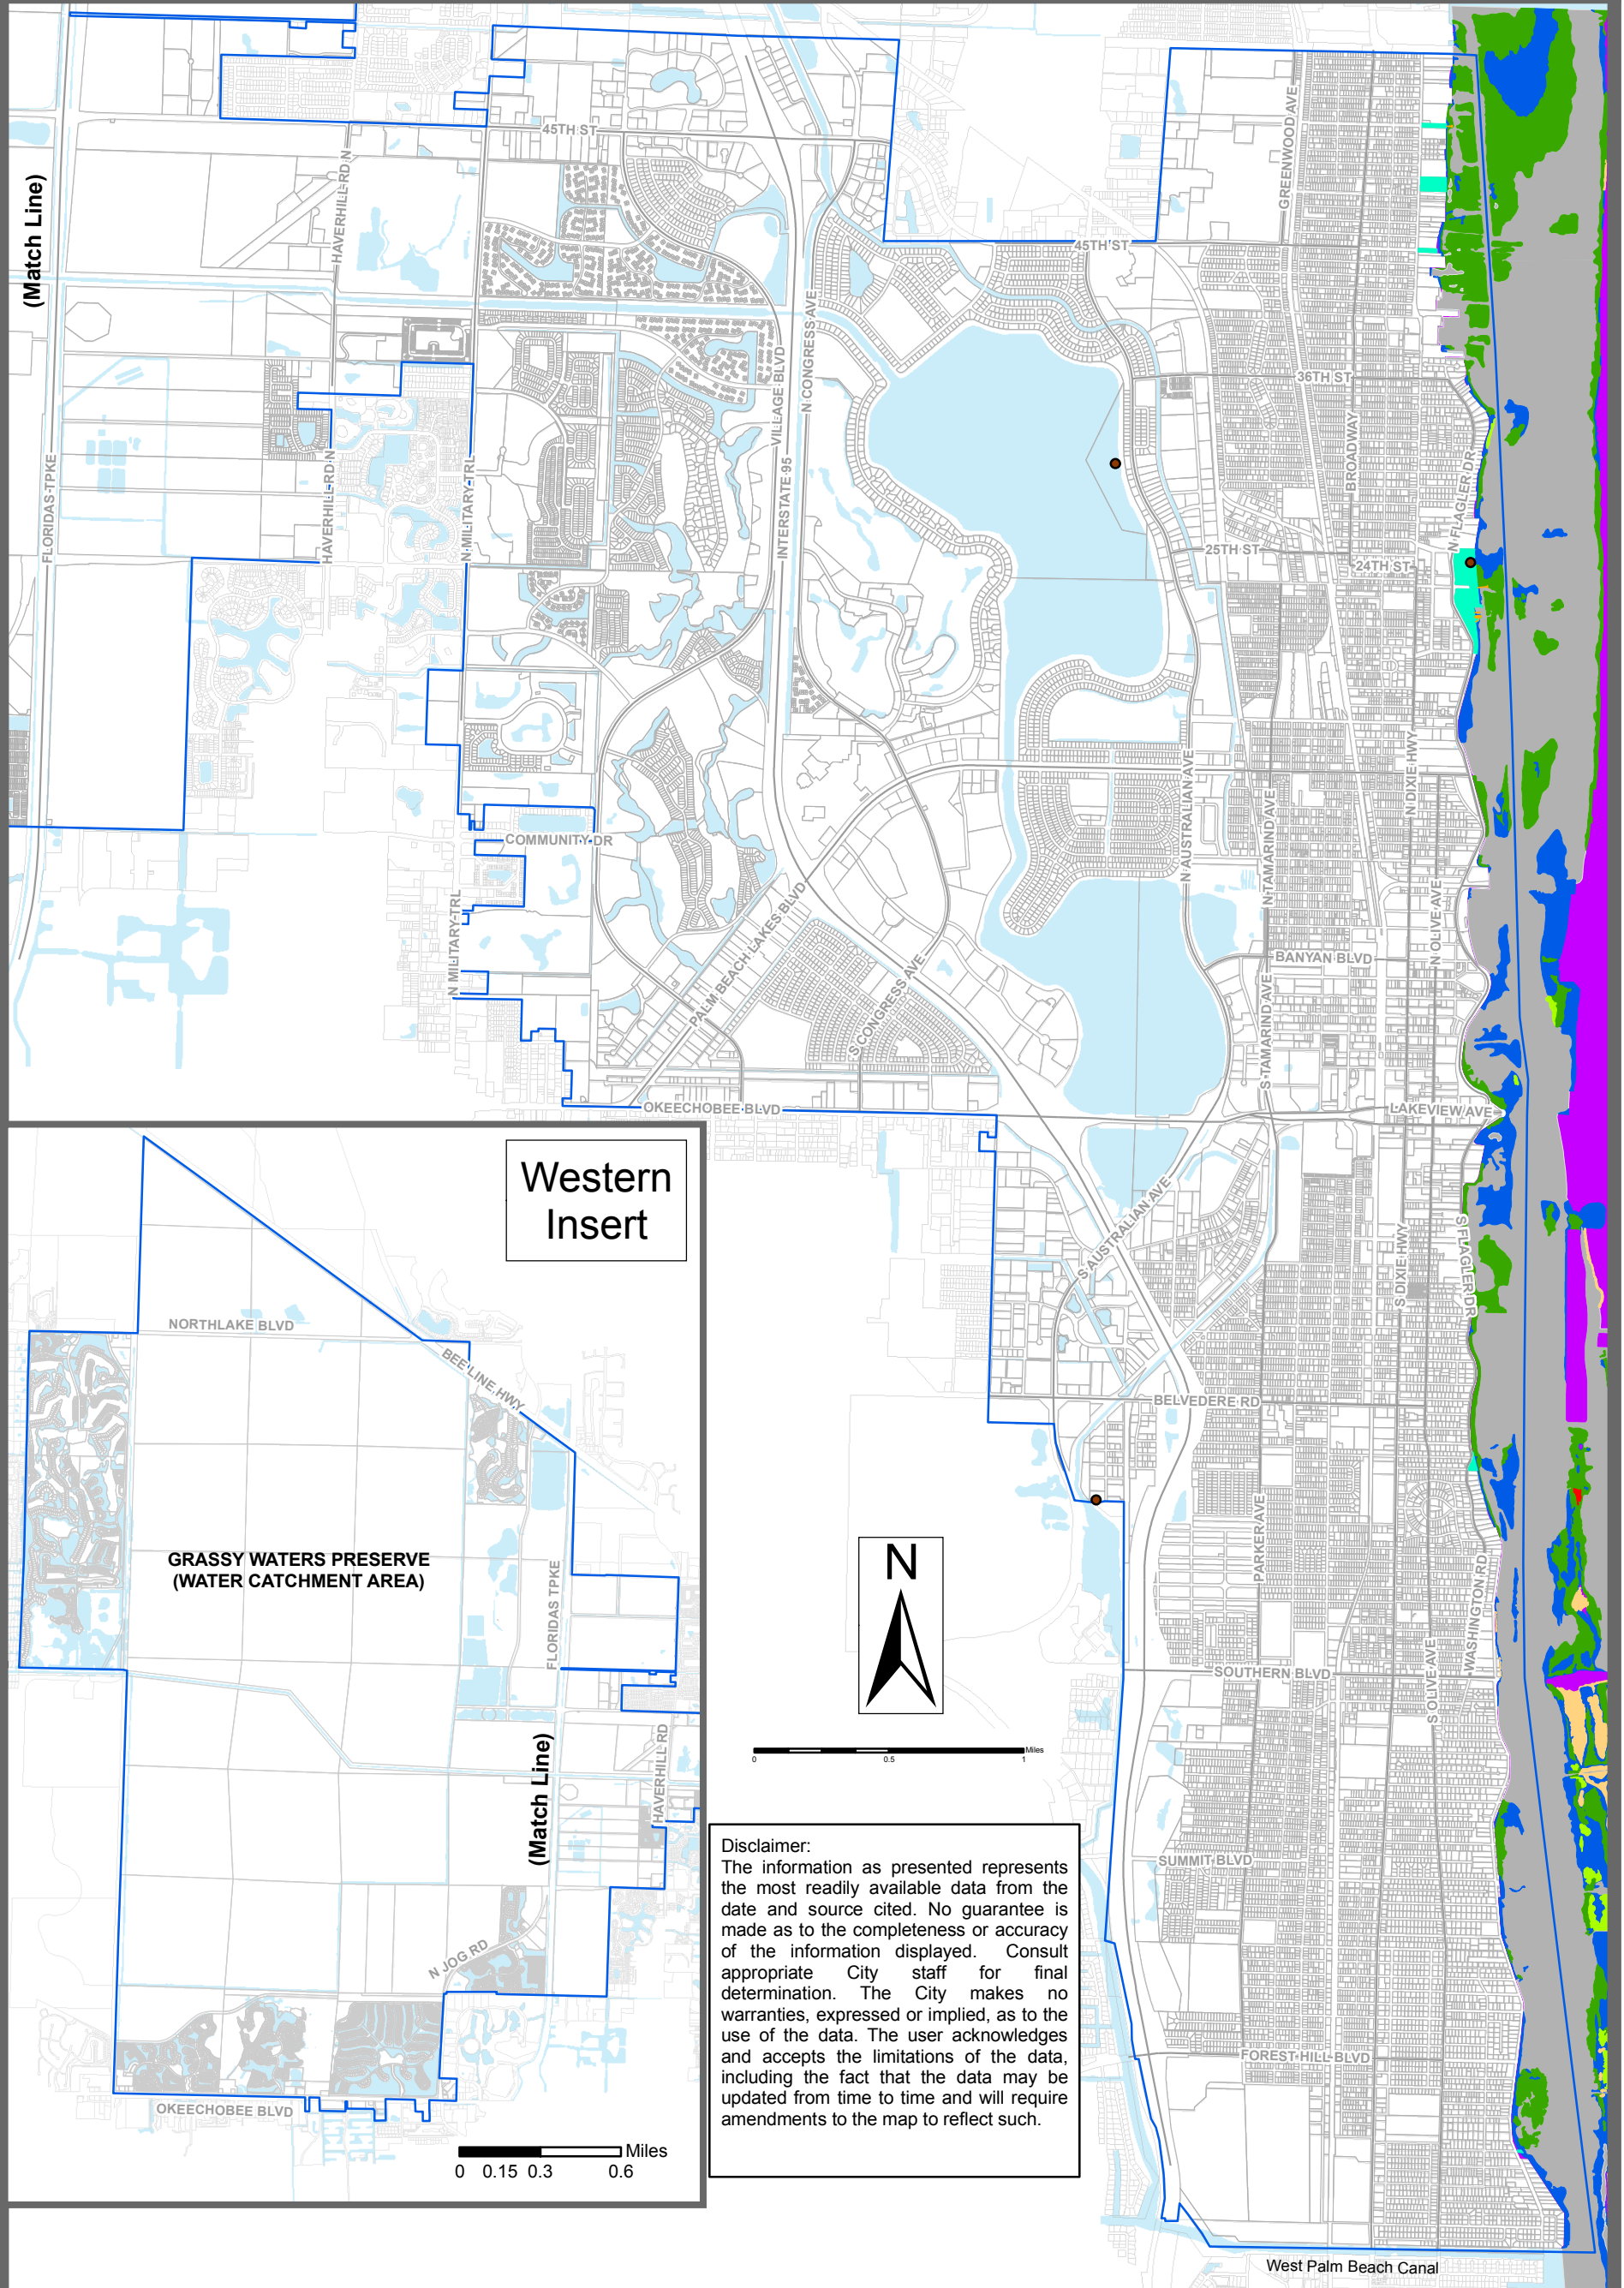 45TH ST
GREENWOOD AVE
(Match Line)
HAVERHILL RD N
45TH ST
N CONGRESS AVE
VILLAGE BLVD
36TH ST
BROADWAY
N FLAGLER DR
FLORIDAS TPKE
HAVERHILL RD N
N MILITARY TRL
INTERSTATE 95
25TH ST
24TH ST
N DIXIE HWY
N AUSTRALIAN AVE
N TAMARIND AVE
COMMUNITY DR
N MILITARY TRL
PALM BEACH LAKES BLVD
N OLIVE AVE
BANYAN BLVD
S CONGRESS AVE
S TAMARIND AVE
OKEECHOBEE BLVD
LAKEVIEW AVE
S AUSTRALIAN AVE
S FLAGLER DR
S DIXIE HWY
BELVEDERE RD
PARKER AVE
WASHINGTON RD
SOUTHERN BLVD
S OLIVE AVE
SUMMIT BLVD
FOREST HILL BLVD
West Palm Beach Canal
Western
Insert
NORTHLAKE BLVD
BEE LINE HWY
GRASSY WATERS PRESERVE
(WATER CATCHMENT AREA)
FLORIDAS TPKE
(Match Line)
HAVERHILL RD
N JOG RD
OKEECHOBEE BLVD
Miles
0 0.15 0.3 0.6
N
Miles
0 0.5 1
Disclaimer:
The information as presented represents
the most readily available data from the
date and source cited. No guarantee is
made as to the completeness or accuracy
of the information displayed. Consult
appropriate City staff for final
determination. The City makes no
warranties, expressed or implied, as to the
use of the data. The user acknowledges
and accepts the limitations of the data,
including the fact that the data may be
updated from time to time and will require
amendments to the map to reflect such.